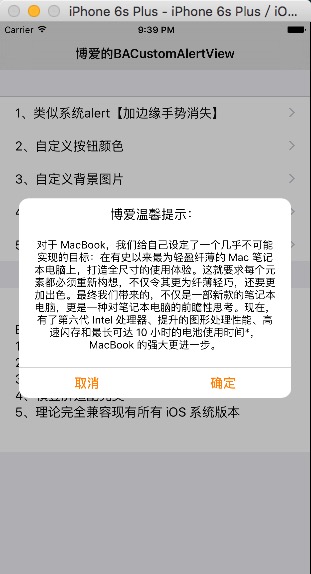 iPhone 6s Plus - iPhone 6s Plus / iO...
Carrier 9:39 PM
博爱的BACustomAlertView
1、类似系统alert【加边缘手势消失】
2、自定义按钮颜色
3、自定义背景图片
博爱温馨提示：
对于 MacBook，我们给自己设定了一个几乎不可能
实现的目标：在有史以来最为轻盈纤薄的 Mac 笔记
本电脑上，打造全尺寸的使用体验。这就要求每个元
素都必须重新构想，不仅令其更为纤薄轻巧，还要更
加出色。最终我们带来的，不仅是一部新款的笔记本
电脑，更是一种对笔记本电脑的前瞻性思考。现在，
有了第六代 Intel 处理器、提升的图形处理性能、高
速闪存和最长可达 10 小时的电池使用时间*，
MacBook 的强大更进一步。
取消 确定
5、理论完全兼容现有所有 iOS 系统版本